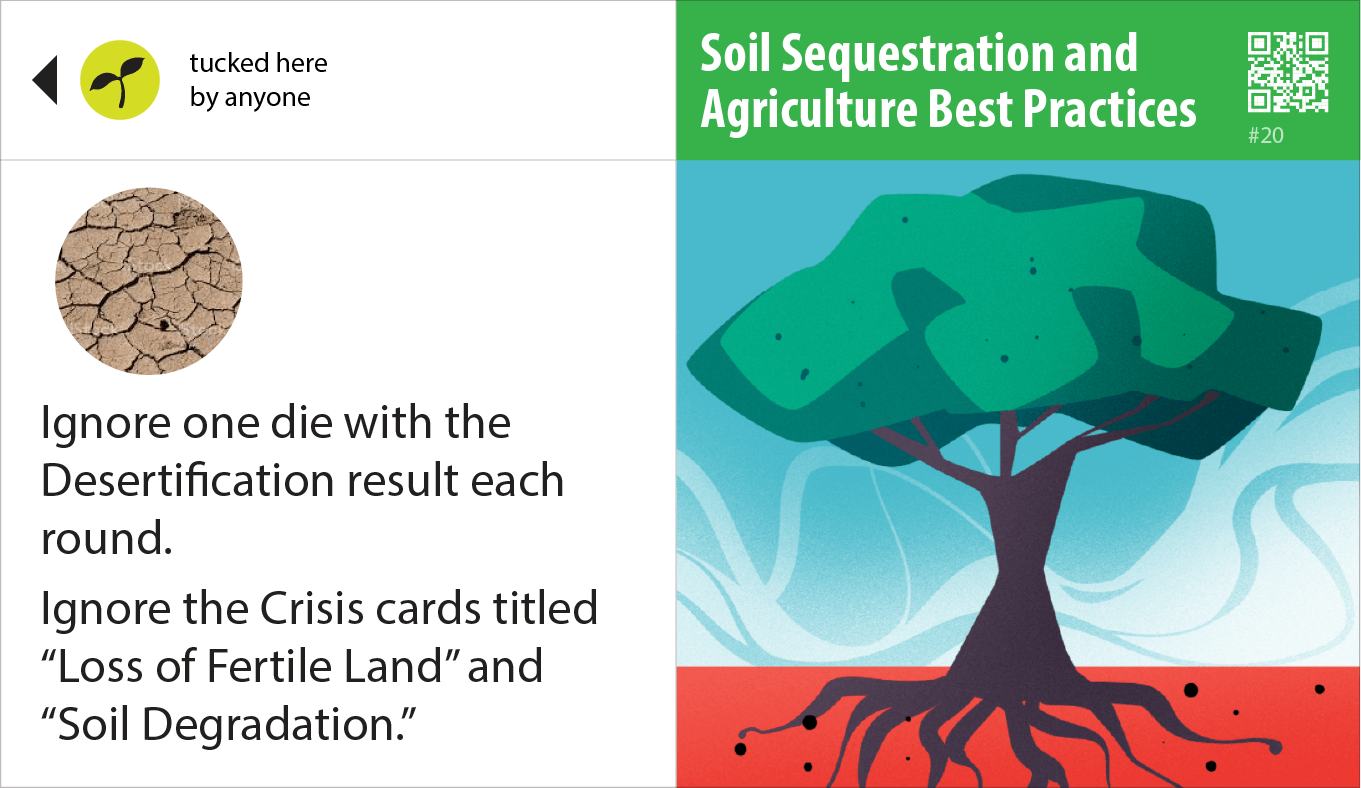 tucked here
by anyone
Soil Sequestration and
Agriculture Best Practices
#20
Ignore one die with the
Desertification result each
round.
Ignore the Crisis cards titled
“Loss of Fertile Land” and
“Soil Degradation.”